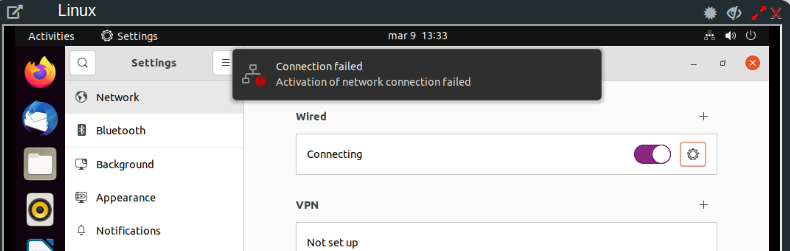 Linux
Activities
Settings
mar 9 13:33
Settings
Connection failed
Activation of network connection failed
Network
Bluetooth
Background
Appearance
Notifications
Wired
Connecting
VPN
Not set up